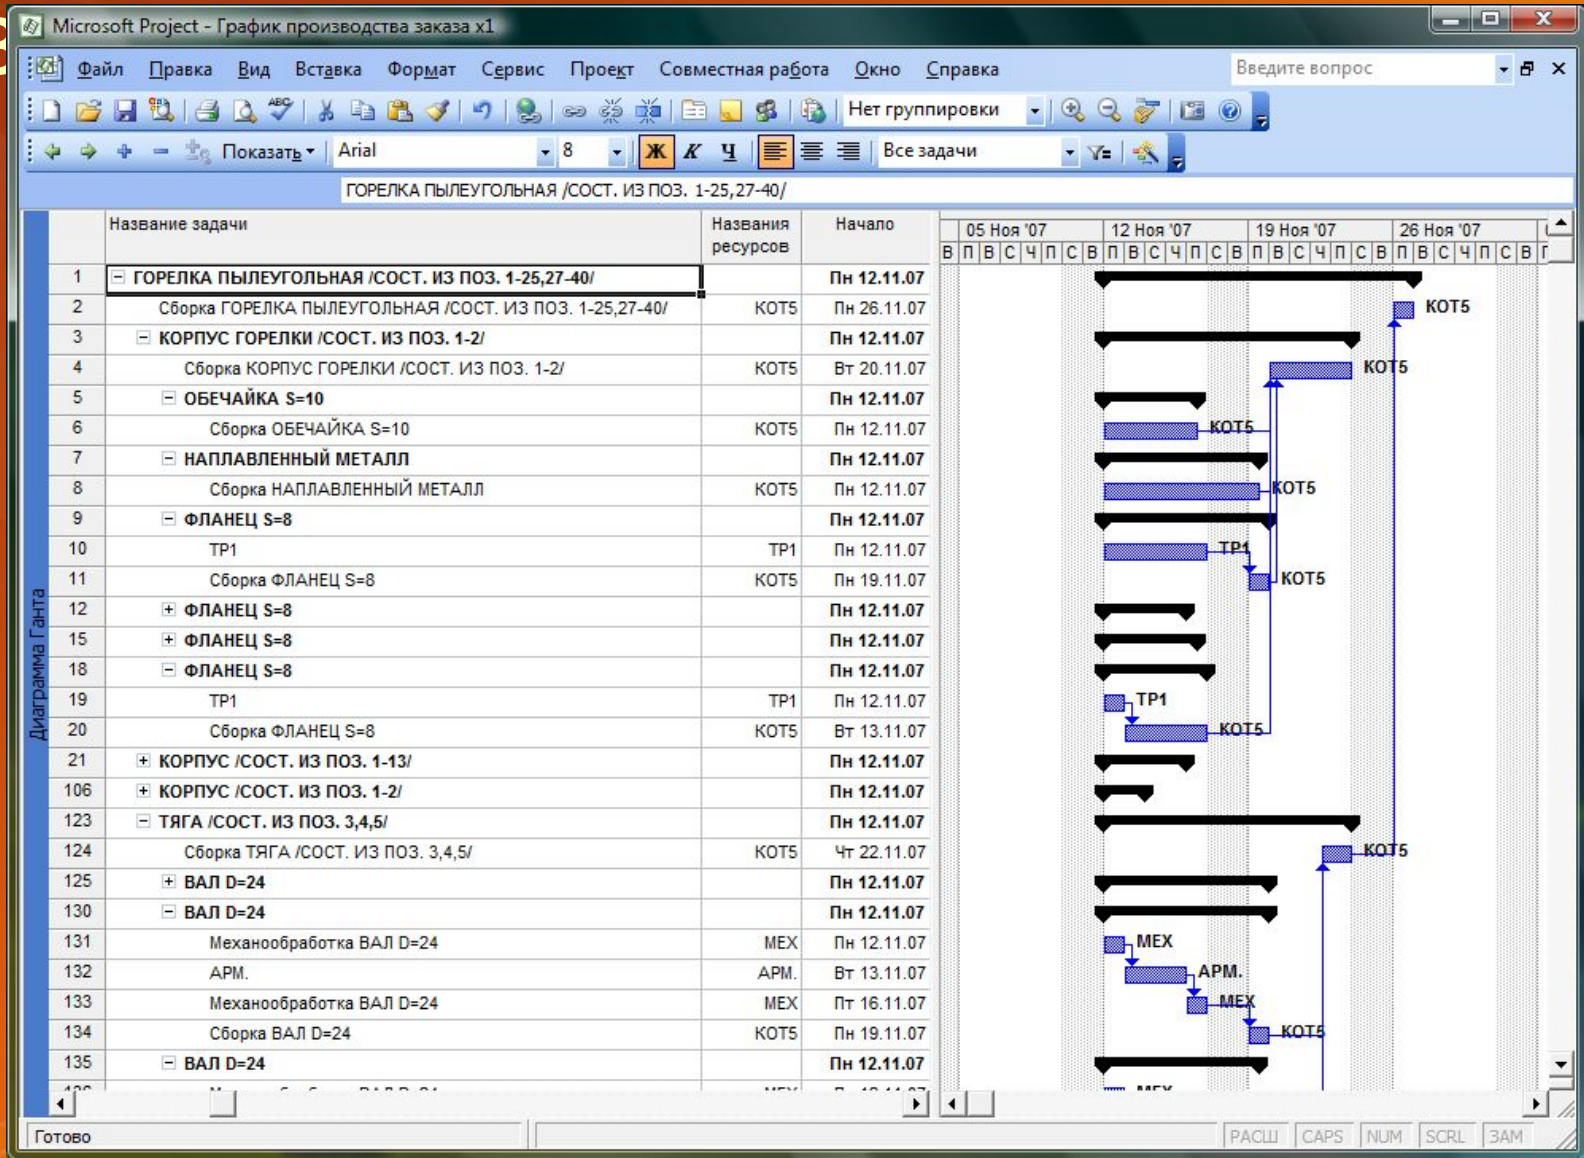 Microsoft Project - График производства заказа x1
Файл Правка Вид Вставка Формат Сервис Проект Совместная работа Окно Справка Введите вопрос
Нет группировки
Показать Arial 8 Ж К Ч Все задачи
ГОРЕЛКА ПЫЛЕУГОЛЬНАЯ /СОСТ. ИЗ ПОЗ. 1-25,27-40/
Название задачи Названия ресурсов Начало 05 Ноя '07 12 Ноя '07 19 Ноя '07 26 Ноя '07
В П В С Ч П С В П В С Ч П С В П В С Ч П С В П В С Ч П С В П
1 ГОРЕЛКА ПЫЛЕУГОЛЬНАЯ /СОСТ. ИЗ ПОЗ. 1-25,27-40/ Пн 12.11.07
2 Сборка ГОРЕЛКА ПЫЛЕУГОЛЬНАЯ /СОСТ. ИЗ ПОЗ. 1-25,27-40/ КОТ5 Пн 26.11.07 КОТ5
3 КОРПУС ГОРЕЛКИ /СОСТ. ИЗ ПОЗ. 1-2/ Пн 12.11.07
4 Сборка КОРПУС ГОРЕЛКИ /СОСТ. ИЗ ПОЗ. 1-2/ КОТ5 Вт 20.11.07 КОТ5
5 ОБЕЧАЙКА S=10 Пн 12.11.07
6 Сборка ОБЕЧАЙКА S=10 КОТ5 Пн 12.11.07 КОТ5
7 НАПЛАВЛЕННЫЙ МЕТАЛЛ Пн 12.11.07
8 Сборка НАПЛАВЛЕННЫЙ МЕТАЛЛ КОТ5 Пн 12.11.07 КОТ5
9 ФЛАНЕЦ S=8 Пн 12.11.07
10 ТР1 ТР1 Пн 12.11.07 ТР1
11 Сборка ФЛАНЕЦ S=8 КОТ5 Пн 19.11.07 КОТ5
12 ФЛАНЕЦ S=8 Пн 12.11.07
15 ФЛАНЕЦ S=8 Пн 12.11.07
18 ФЛАНЕЦ S=8 Пн 12.11.07
19 ТР1 ТР1 Пн 12.11.07 ТР1
20 Сборка ФЛАНЕЦ S=8 КОТ5 Вт 13.11.07 КОТ5
21 КОРПУС /СОСТ. ИЗ ПОЗ. 1-13/ Пн 12.11.07
106 КОРПУС /СОСТ. ИЗ ПОЗ. 1-2/ Пн 12.11.07
123 ТЯГА /СОСТ. ИЗ ПОЗ. 3,4,5/ Пн 12.11.07
124 Сборка ТЯГА /СОСТ. ИЗ ПОЗ. 3,4,5/ КОТ5 Чт 22.11.07 КОТ5
125 ВАЛ D=24 Пн 12.11.07
130 ВАЛ D=24 Пн 12.11.07
131 Механообработка ВАЛ D=24 МЕХ Пн 12.11.07 МЕХ
132 АРМ. АРМ. Вт 13.11.07 АРМ.
133 Механообработка ВАЛ D=24 МЕХ Пт 16.11.07 МЕХ
134 Сборка ВАЛ D=24 КОТ5 Пн 19.11.07 КОТ5
135 ВАЛ D=24 Пн 12.11.07
Диаграмма Ганта
Готово РАСШ CAPS NUM SCRL ЗАМ